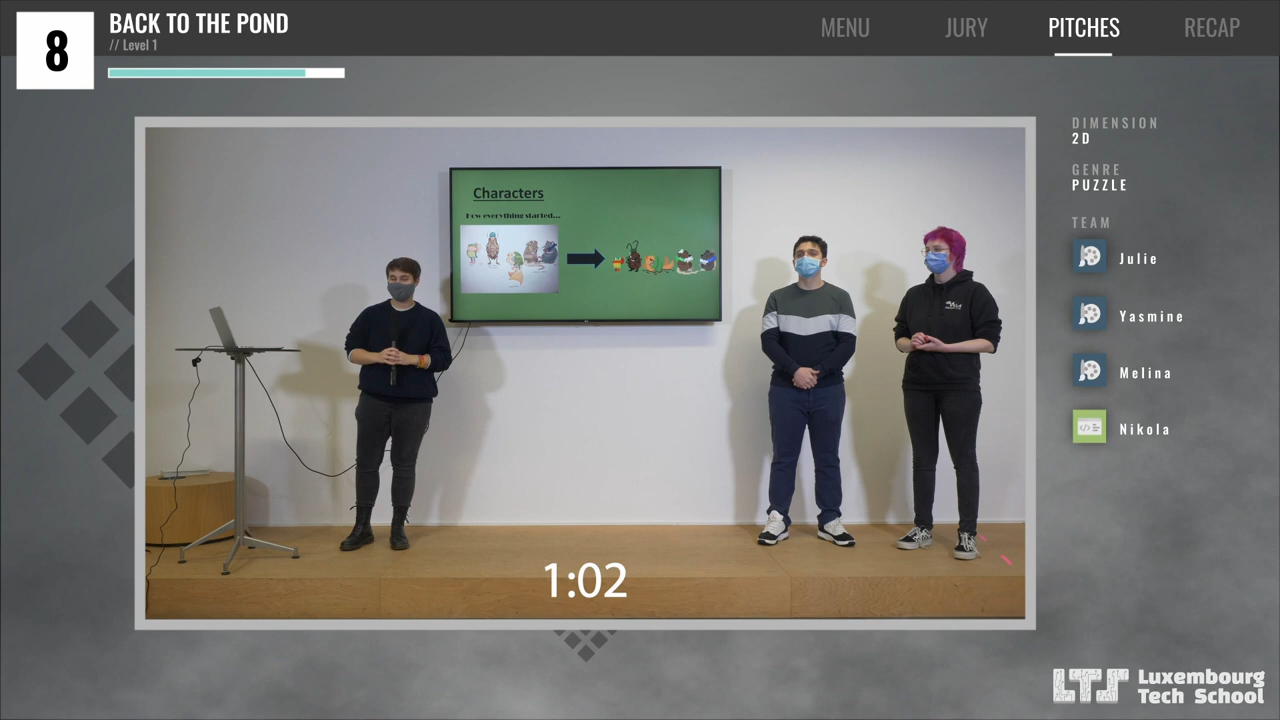 8
BACK TO THE POND
// Level 1
MENU
JURY
PITCHES
RECAP
DIMENSION
2D
GENRE
PUZZLE
TEAM
Julie
Yasmine
Melina
Nikola
Characters
how everything started...
1:02
LTS
Luxembourg
Tech School